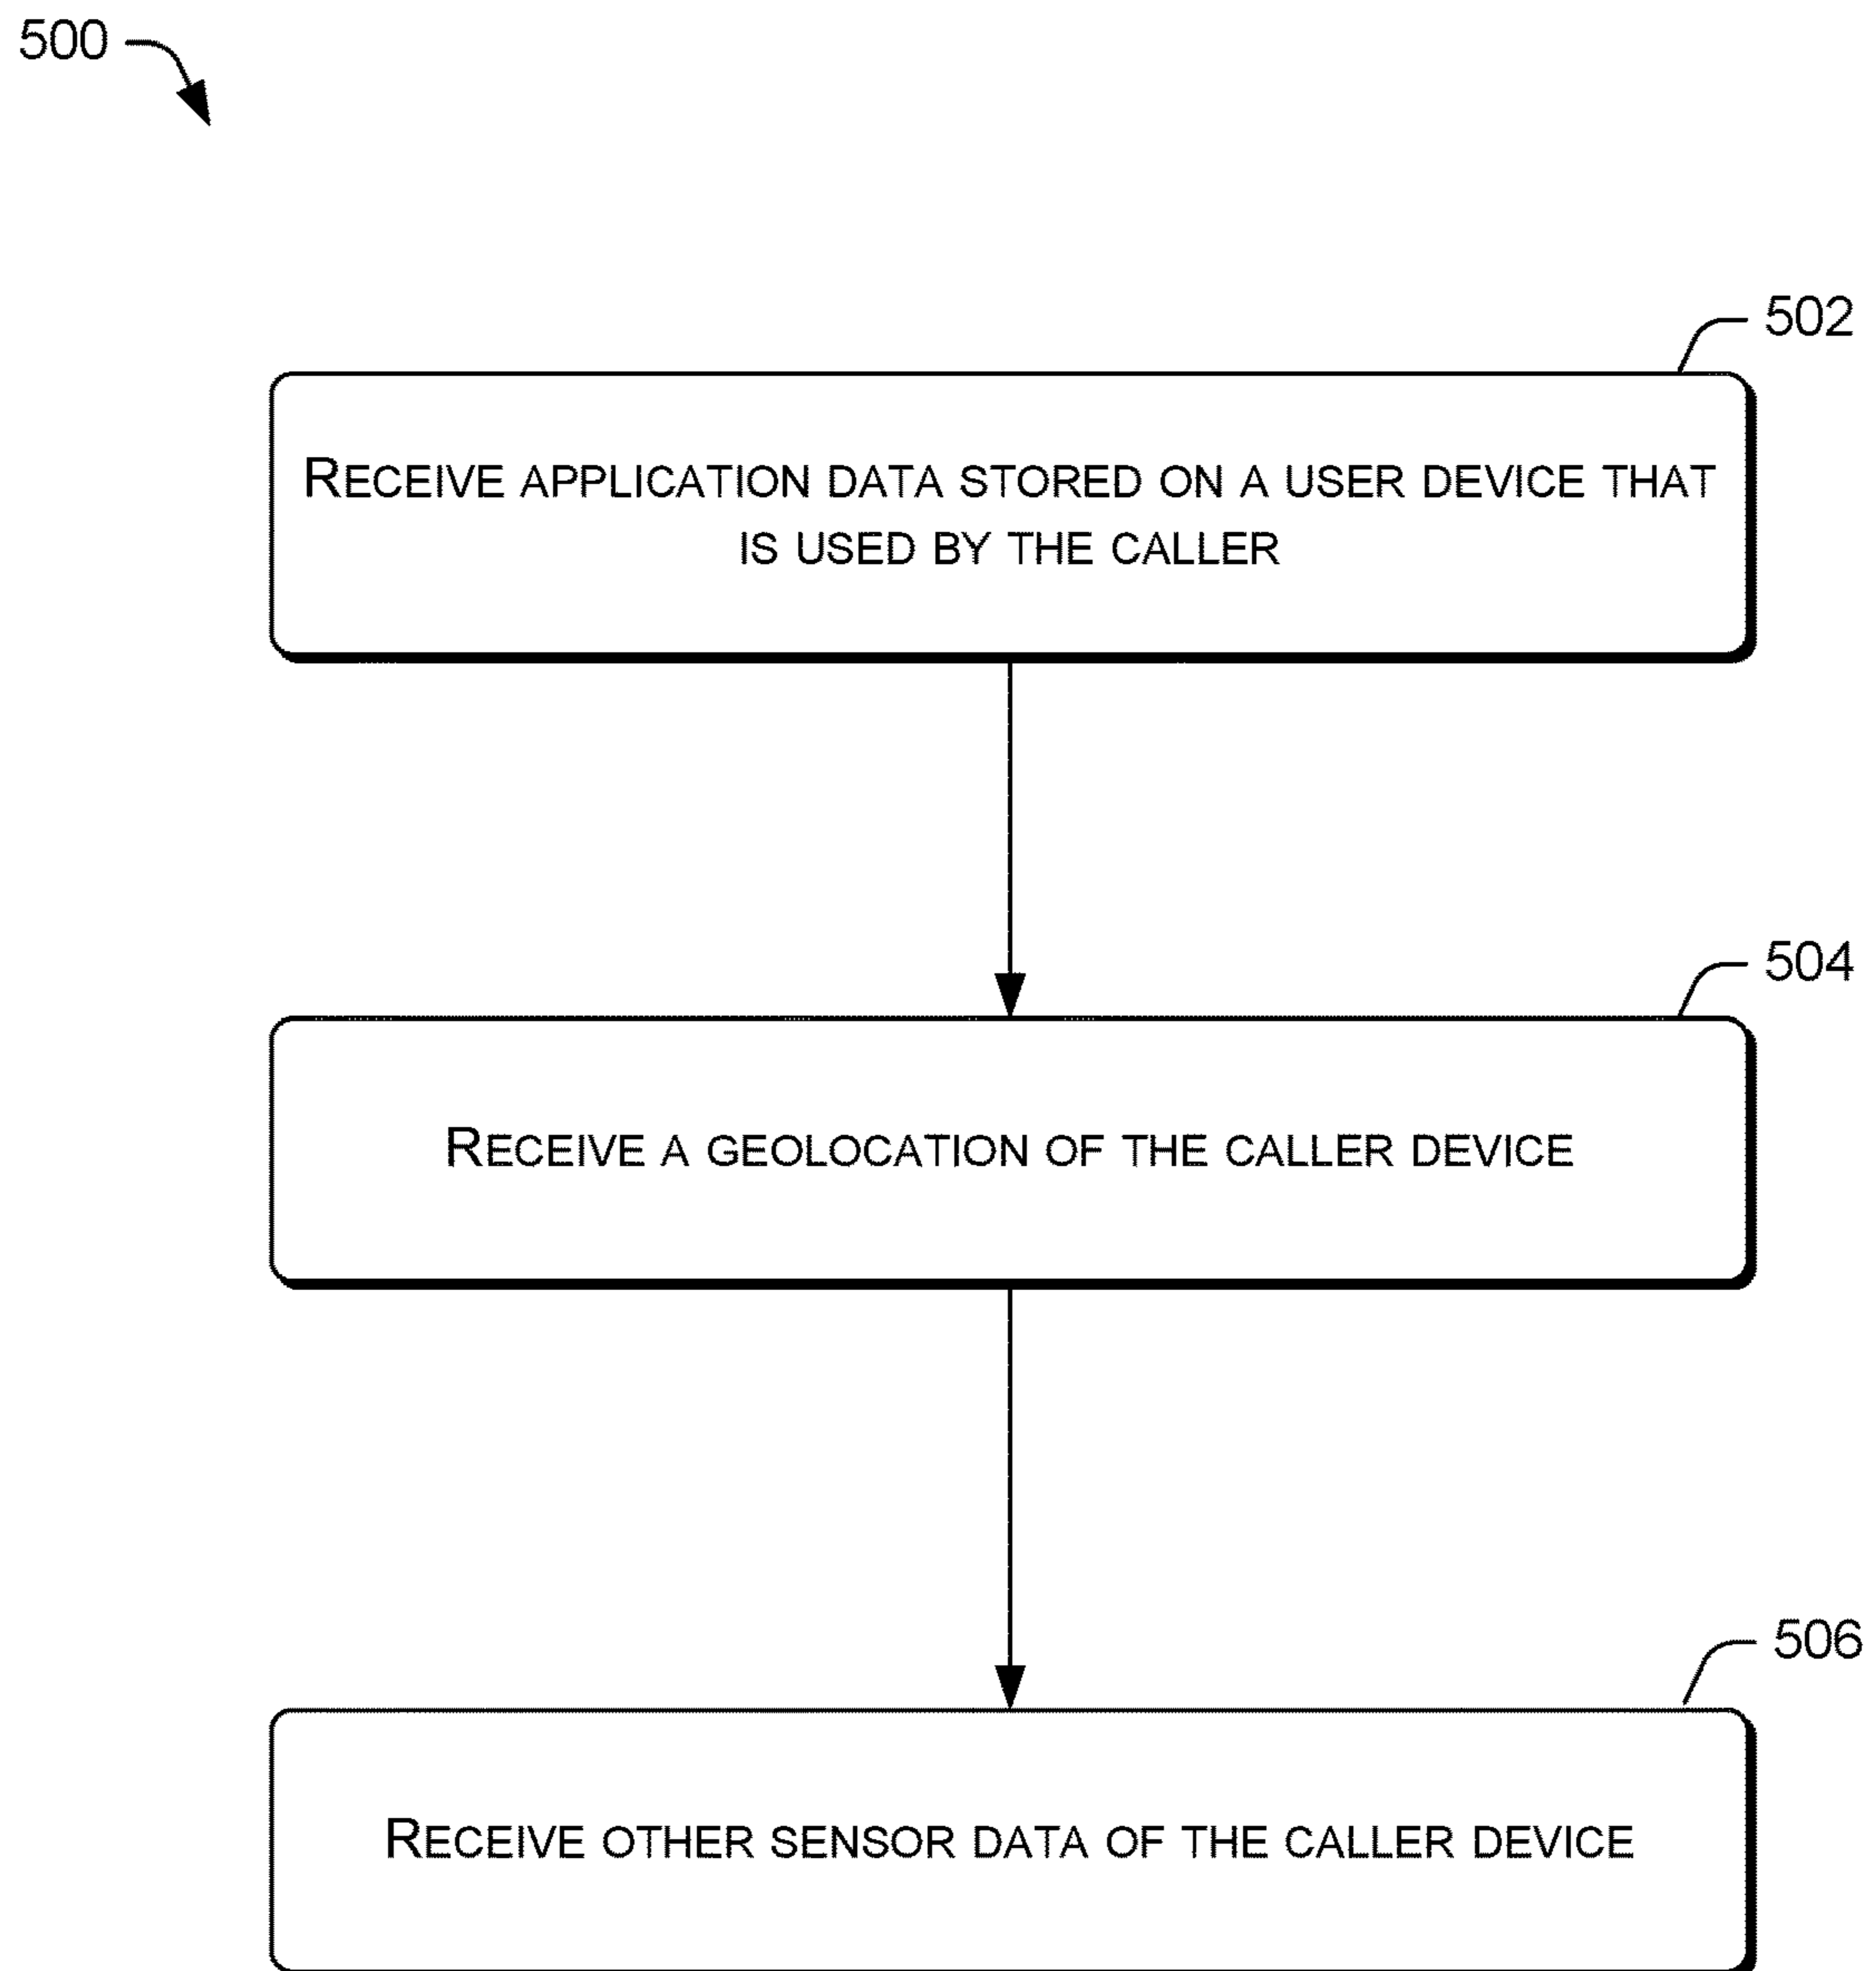 500
502
RECEIVE APPLICATION DATA STORED ON A USER DEVICE THAT
IS USED BY THE CALLER
504
RECEIVE A GEOLOCATION OF THE CALLER DEVICE
506
RECEIVE OTHER SENSOR DATA OF THE CALLER DEVICE